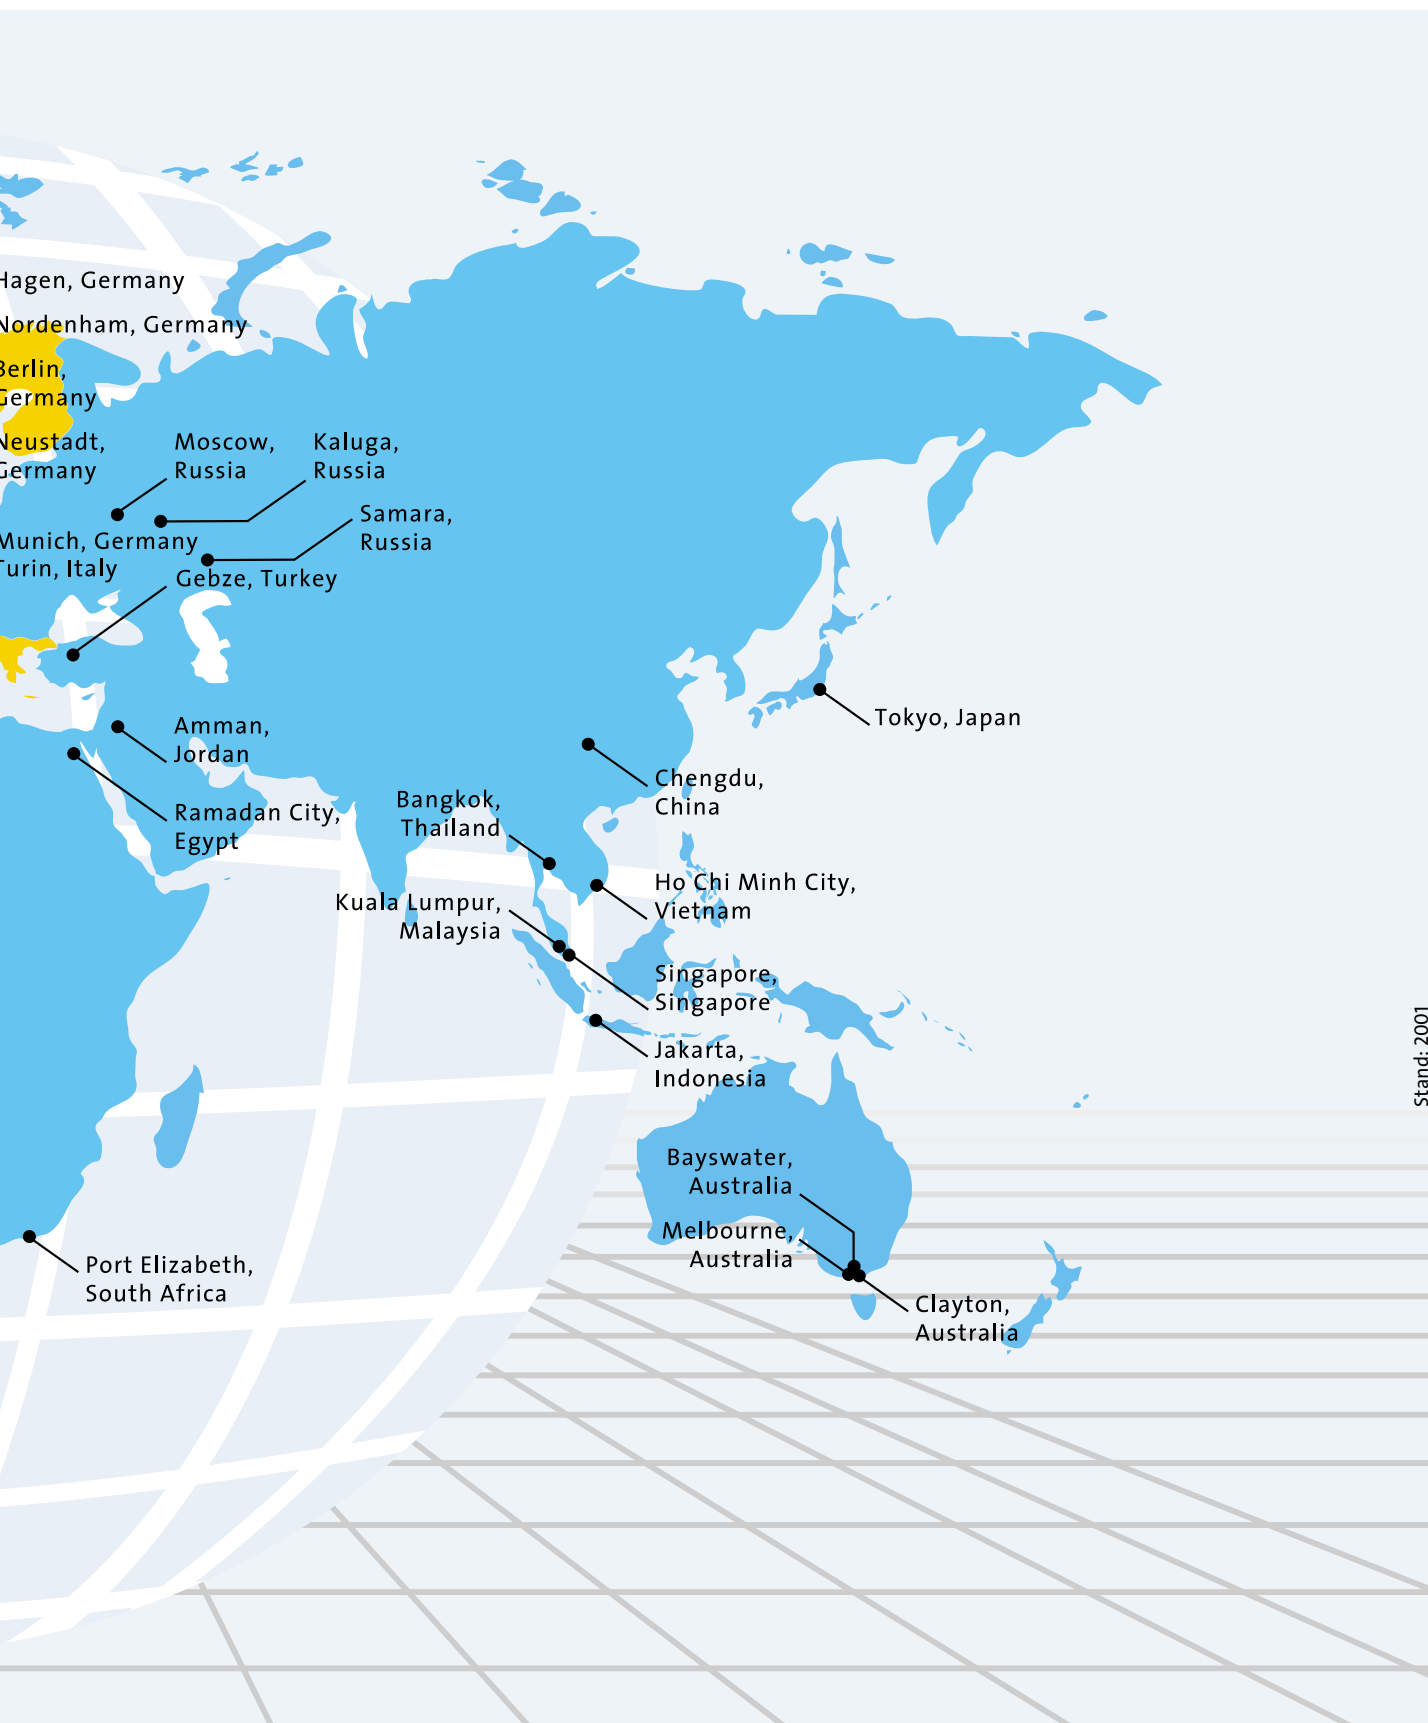 Hagen, Germany
Nordenham, Germany
Berlin,
Germany
Neustadt,
Germany
Moscow,
Russia
Kaluga,
Russia
Samara,
Russia
Munich, Germany
Turin, Italy
Gebze, Turkey
Amman,
Jordan
Ramadan City,
Egypt
Tokyo, Japan
Chengdu,
China
Bangkok,
Thailand
Ho Chi Minh City,
Vietnam
Kuala Lumpur,
Malaysia
Singapore,
Singapore
Jakarta,
Indonesia
Bayswater,
Australia
Melbourne,
Australia
Clayton,
Australia
Port Elizabeth,
South Africa
Stand: 2001